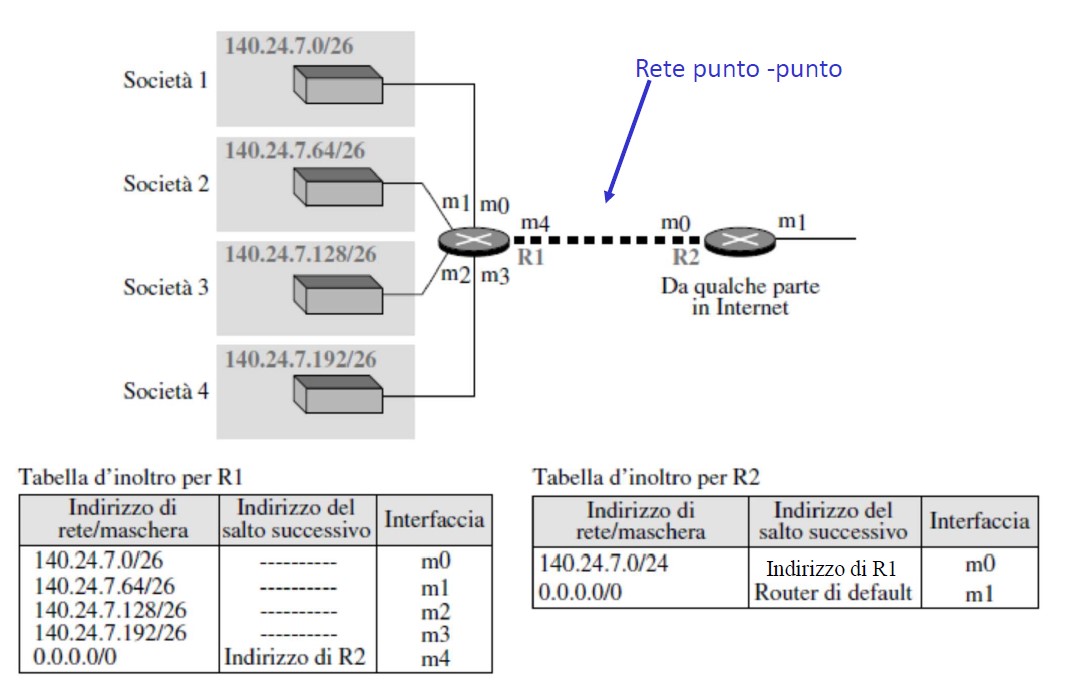 140.24.7.0/26
Rete punto -punto
Società 1
140.24.7.64/26
Società 2
m1 m0
m4
m0
m1
140.24.7.128/26
R1
R2
m2 m3
Società 3
Da qualche parte
in Internet
140.24.7.192/26
Società 4
Tabella d'inoltro per R1
Indirizzo di
rete/maschera
Indirizzo del
salto successivo
Interfaccia
140.24.7.0/26 ---------- m0
140.24.7.64/26 ---------- m1
140.24.7.128/26 ---------- m2
140.24.7.192/26 ---------- m3
0.0.0.0/0 Indirizzo di R2 m4
Tabella d'inoltro per R2
Indirizzo di
rete/maschera
Indirizzo del
salto successivo
Interfaccia
140.24.7.0/24 Indirizzo di R1 m0
0.0.0.0/0 Router di default m1